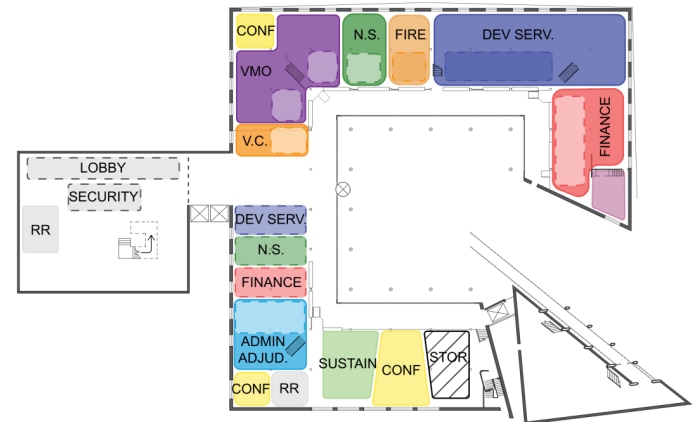 CONF
N.S.
FIRE
DEV SERV.
VMO
FINANCE
V.C.
LOBBY
SECURITY
RR
DEV SERV.
N.S.
FINANCE
ADMIN
ADJUD.
SUSTAIN
CONF
STOR
CONF
RR